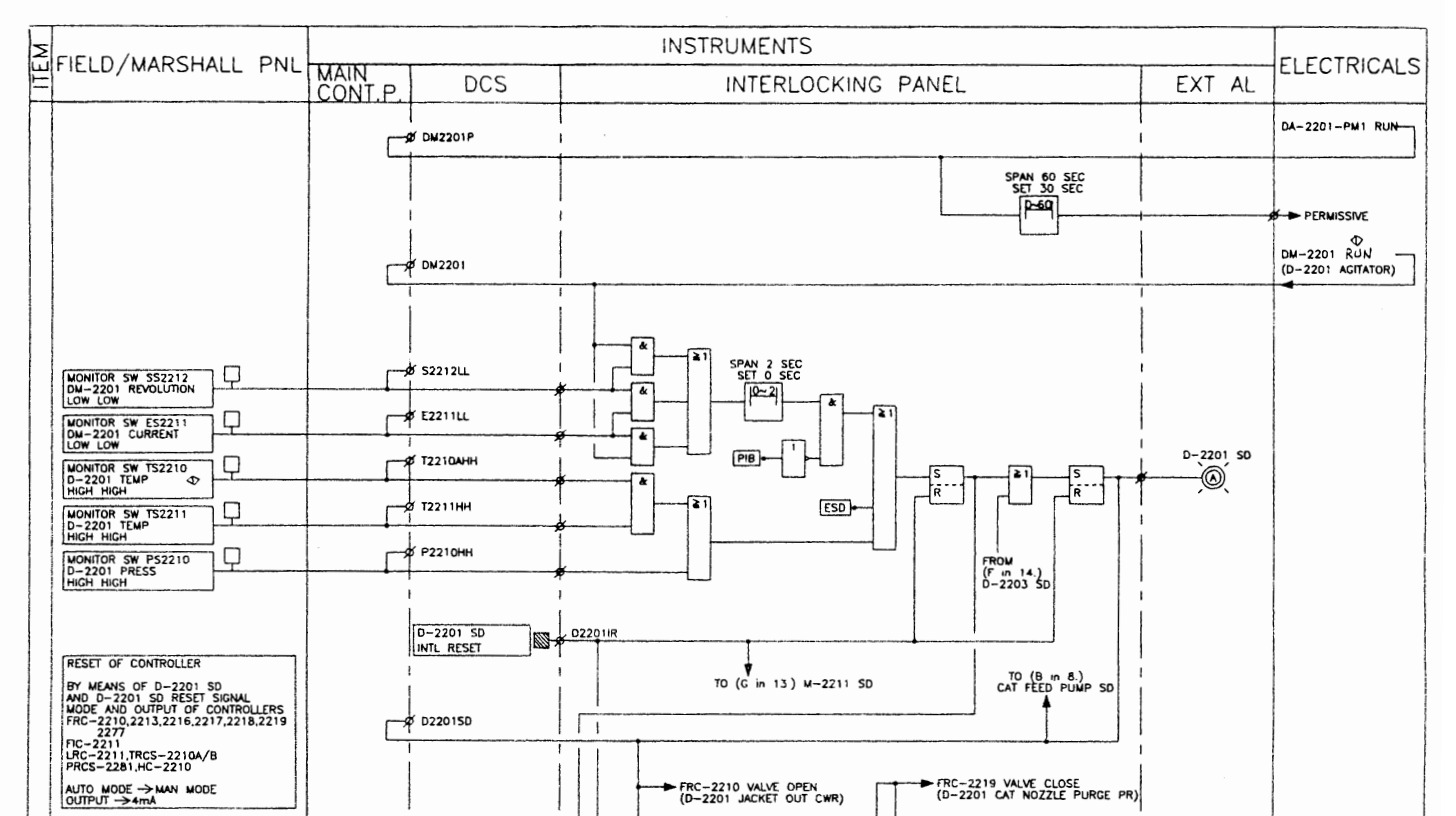 ITEM
FIELD/MARSHALL PNL
INSTRUMENTS
ELECTRICALS
MAIN
CONT.P.
DCS
INTERLOCKING PANEL
EXT AL
DM2201P
DA-2201-PM1 RUN
SPAN 60 SEC
SET 30 SEC
0~60
PERMISSIVE
DM2201
DM-2201 RUN
(D-2201 AGITATOR)
MONITOR SW SS2212
DM-2201 REVOLUTION
LOW LOW
S2212LL
&
≧1
SPAN 2 SEC
SET 0 SEC
0~2
&
≧1
MONITOR SW ES2211
DM-2201 CURRENT
LOW LOW
E2211LL
&
&
PIB
1
MONITOR SW TS2210
D-2201 TEMP
HIGH HIGH
T2210AHH
&
≧1
S
R
≧1
S
R
D-2201 SD
A
MONITOR SW TS2211
D-2201 TEMP
HIGH HIGH
T2211HH
ESD
MONITOR SW PS2210
D-2201 PRESS
HIGH HIGH
P2210HH
FROM
(F in 14.)
D-2203 SD
D-2201 SD
INTL RESET
D2201IR
TO (G in 13) M-2211 SD
TO (B in 8.)
CAT FEED PUMP SD
RESET OF CONTROLLER
BY MEANS OF D-2201 SD
AND D-2201 SD RESET SIGNAL
MODE AND OUTPUT OF CONTROLLERS
FRC-2210,2213,2216,2217,2218,2219
2277
FIC-2211
LRC-2211,TRCS-2210A/B
PRCS-2281,HC-2210
AUTO MODE →MAN MODE
OUTPUT →4mA
D2201SD
FRC-2210 VALVE OPEN
(D-2201 JACKET OUT CWR)
FRC-2219 VALVE CLOSE
(D-2201 CAT NOZZLE PURGE PR)